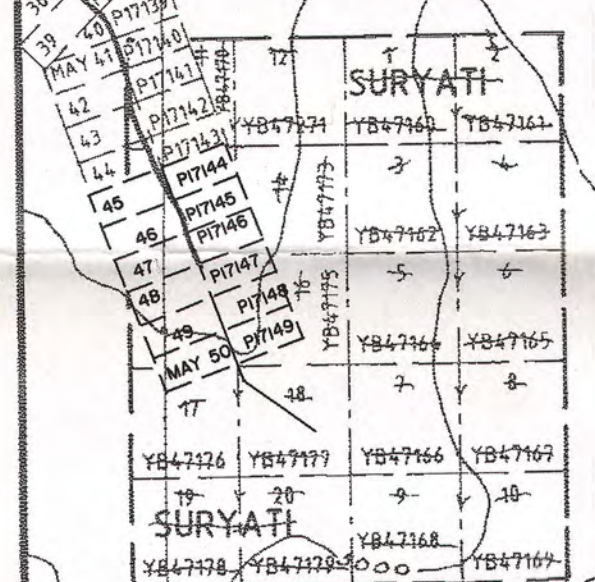 38
39
40 P17139
MAY 41 P17140
42 P17141
43 P17142
44 P17143
45 P17144
46 P17145
47 P17146
48 P17147
49 P17148
MAY 50 P17149
11 12 1 2
SURYATI
YB47271 YB47160 YB47161
14 YB47173 3 4
YB47162 YB47163
16 YB47175 5 6
YB47164 YB47165
17 18 7 8
YB47176 YB47177 YB47166 YB47167
19 20 9 10
SURYATI
YB47168
YB47178 YB47179 YB47169